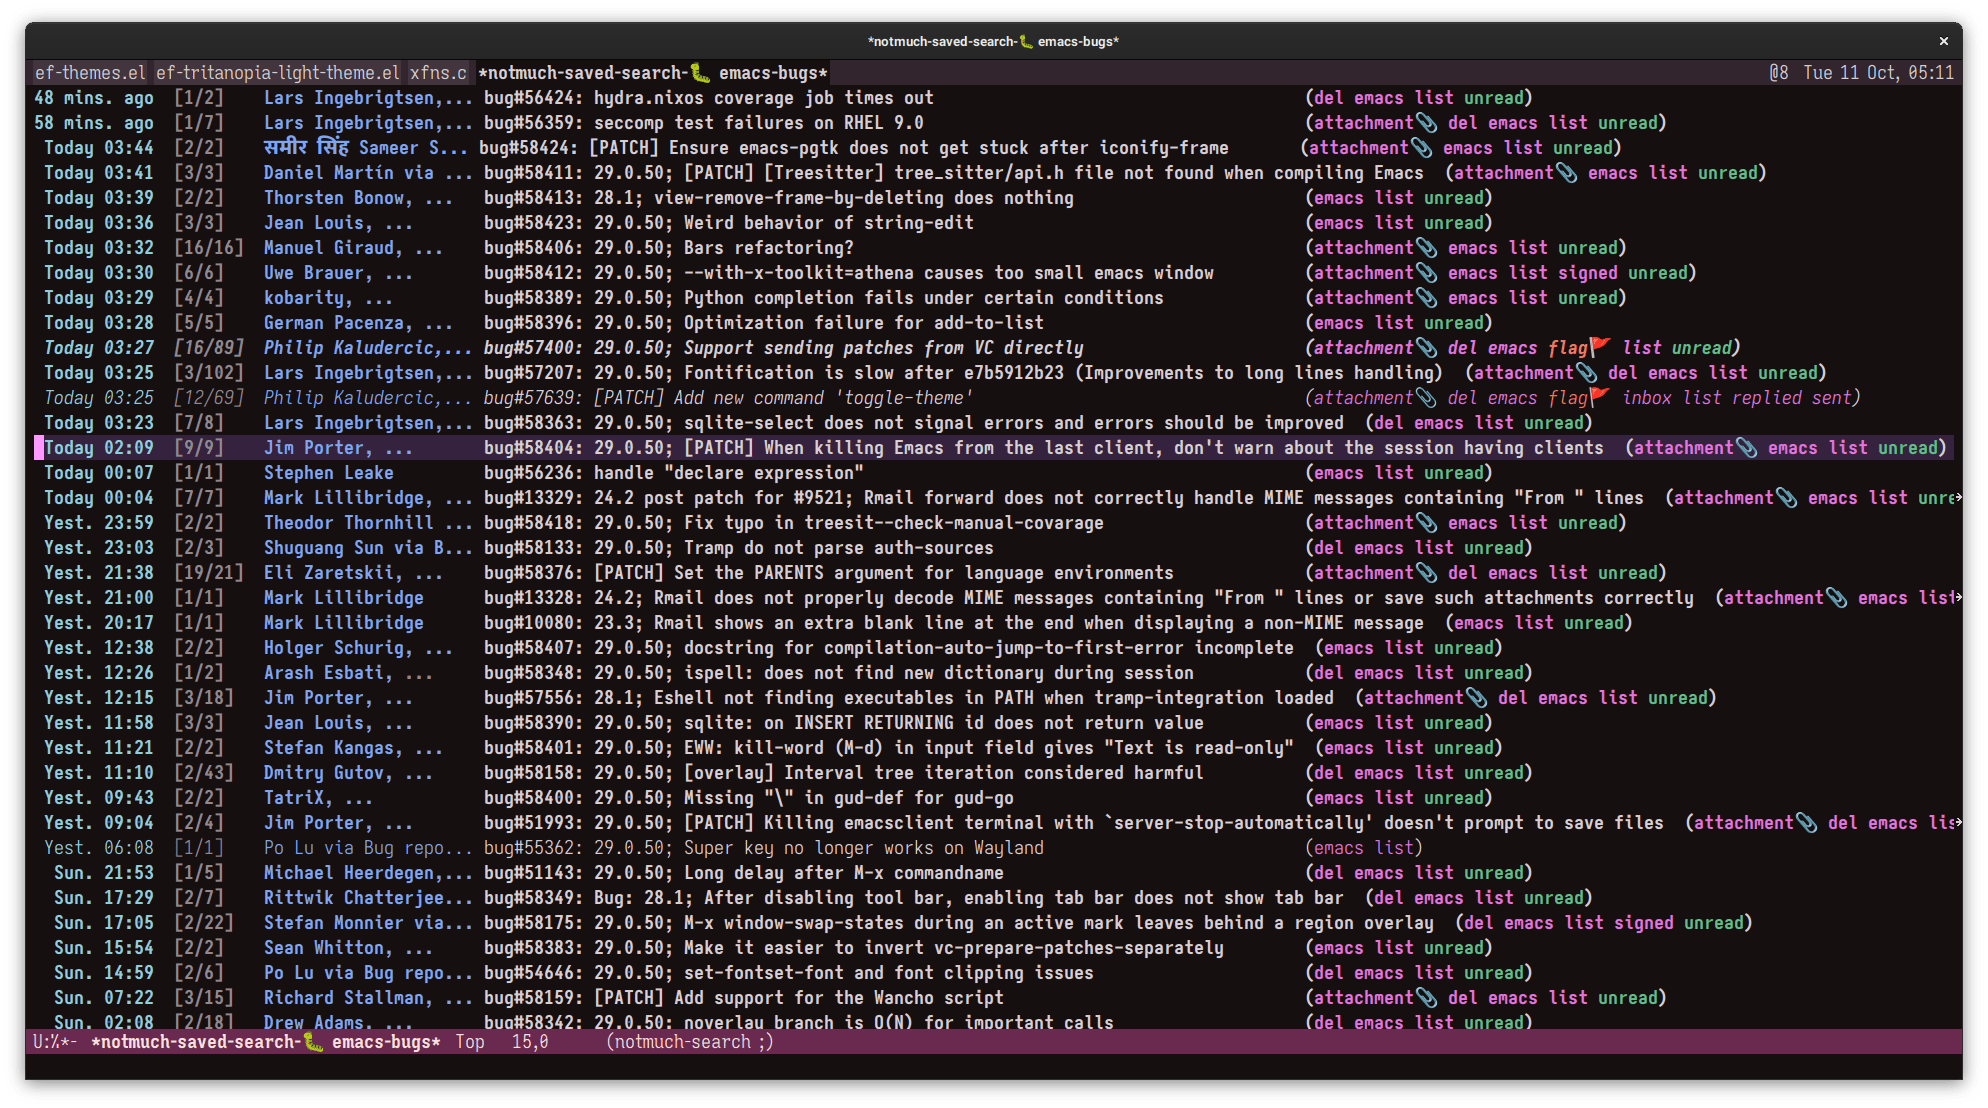 *notmuch-saved-search-🐛 emacs-bugs* ×
ef-themes.el ef-tritanopia-light-theme.el xfns.c *notmuch-saved-search-🐛 emacs-bugs* @8 Tue 11 Oct, 05:11
48 mins. ago [1/2] Lars Ingebrigtsen,... bug#56424: hydra.nixos coverage job times out (del emacs list unread)
58 mins. ago [1/7] Lars Ingebrigtsen,... bug#56359: seccomp test failures on RHEL 9.0 (attachment📎 del emacs list unread)
Today 03:44 [2/2] समीर सिंह Sameer S... bug#58424: [PATCH] Ensure emacs-pgtk does not get stuck after iconify-frame (attachment📎 emacs list unread)
Today 03:41 [3/3] Daniel Martín via ... bug#58411: 29.0.50; [PATCH] [Treesitter] tree_sitter/api.h file not found when compiling Emacs (attachment📎 emacs list unread)
Today 03:39 [2/2] Thorsten Bonow, ... bug#58413: 28.1; view-remove-frame-by-deleting does nothing (emacs list unread)
Today 03:36 [3/3] Jean Louis, ... bug#58423: 29.0.50; Weird behavior of string-edit (emacs list unread)
Today 03:32 [16/16] Manuel Giraud, ... bug#58406: 29.0.50; Bars refactoring? (attachment📎 emacs list unread)
Today 03:30 [6/6] Uwe Brauer, ... bug#58412: 29.0.50; --with-x-toolkit=athena causes too small emacs window (attachment📎 emacs list signed unread)
Today 03:29 [4/4] kobarity, ... bug#58389: 29.0.50; Python completion fails under certain conditions (attachment📎 emacs list unread)
Today 03:28 [5/5] German Pacenza, ... bug#58396: 29.0.50; Optimization failure for add-to-list (emacs list unread)
Today 03:27 [16/89] Philip Kaludercic,... bug#57400: 29.0.50; Support sending patches from VC directly (attachment📎 del emacs flag🚩 list unread)
Today 03:25 [3/102] Lars Ingebrigtsen,... bug#57207: 29.0.50; Fontification is slow after e7b5912b23 (Improvements to long lines handling) (attachment📎 del emacs list unread)
Today 03:25 [12/69] Philip Kaludercic,... bug#57639: [PATCH] Add new command 'toggle-theme' (attachment📎 del emacs flag🚩 inbox list replied sent)
Today 03:23 [7/8] Lars Ingebrigtsen,... bug#58363: 29.0.50; sqlite-select does not signal errors and errors should be improved (del emacs list unread)
Today 02:09 [9/9] Jim Porter, ... bug#58404: 29.0.50; [PATCH] When killing Emacs from the last client, don't warn about the session having clients (attachment📎 emacs list unread)
Today 00:07 [1/1] Stephen Leake bug#56236: handle "declare expression" (emacs list unread)
Today 00:04 [7/7] Mark Lillibridge, ... bug#13329: 24.2 post patch for #9521; Rmail forward does not correctly handle MIME messages containing "From " lines (attachment📎 emacs list unre
Yest. 23:59 [2/2] Theodor Thornhill ... bug#58418: 29.0.50; Fix typo in treesit--check-manual-covarage (attachment📎 emacs list unread)
Yest. 23:03 [2/3] Shuguang Sun via B... bug#58133: 29.0.50; Tramp do not parse auth-sources (del emacs list unread)
Yest. 21:38 [19/21] Eli Zaretskii, ... bug#58376: [PATCH] Set the PARENTS argument for language environments (attachment📎 del emacs list unread)
Yest. 21:00 [1/1] Mark Lillibridge bug#13328: 24.2; Rmail does not properly decode MIME messages containing "From " lines or save such attachments correctly (attachment📎 emacs list
Yest. 20:17 [1/1] Mark Lillibridge bug#10080: 23.3; Rmail shows an extra blank line at the end when displaying a non-MIME message (emacs list unread)
Yest. 12:38 [2/2] Holger Schurig, ... bug#58407: 29.0.50; docstring for compilation-auto-jump-to-first-error incomplete (emacs list unread)
Yest. 12:26 [1/2] Arash Esbati, ... bug#58348: 29.0.50; ispell: does not find new dictionary during session (del emacs list unread)
Yest. 12:15 [3/18] Jim Porter, ... bug#57556: 28.1; Eshell not finding executables in PATH when tramp-integration loaded (attachment📎 del emacs list unread)
Yest. 11:58 [3/3] Jean Louis, ... bug#58390: 29.0.50; sqlite: on INSERT RETURNING id does not return value (emacs list unread)
Yest. 11:21 [2/2] Stefan Kangas, ... bug#58401: 29.0.50; EWW: kill-word (M-d) in input field gives "Text is read-only" (emacs list unread)
Yest. 11:10 [2/43] Dmitry Gutov, ... bug#58158: 29.0.50; [overlay] Interval tree iteration considered harmful (del emacs list unread)
Yest. 09:43 [2/2] TatriX, ... bug#58400: 29.0.50; Missing "\" in gud-def for gud-go (emacs list unread)
Yest. 09:04 [2/4] Jim Porter, ... bug#51993: 29.0.50; [PATCH] Killing emacsclient terminal with `server-stop-automatically' doesn't prompt to save files (attachment📎 del emacs lis
Yest. 06:08 [1/1] Po Lu via Bug repo... bug#55362: 29.0.50; Super key no longer works on Wayland (emacs list)
Sun. 21:53 [1/5] Michael Heerdegen,... bug#51143: 29.0.50; Long delay after M-x commandname (del emacs list unread)
Sun. 17:29 [2/7] Rittwik Chatterjee... bug#58349: Bug: 28.1; After disabling tool bar, enabling tab bar does not show tab bar (del emacs list unread)
Sun. 17:05 [2/22] Stefan Monnier via... bug#58175: 29.0.50; M-x window-swap-states during an active mark leaves behind a region overlay (del emacs list signed unread)
Sun. 15:54 [2/2] Sean Whitton, ... bug#58383: 29.0.50; Make it easier to invert vc-prepare-patches-separately (emacs list unread)
Sun. 14:59 [2/6] Po Lu via Bug repo... bug#54646: 29.0.50; set-fontset-font and font clipping issues (del emacs list unread)
Sun. 07:22 [3/15] Richard Stallman, ... bug#58159: [PATCH] Add support for the Wancho script (attachment📎 del emacs list unread)
Sun. 02:08 [2/18] Drew Adams, ... bug#58342: 29.0.50; noverlay branch is O(N) for important calls (del emacs list unread)
U:%*- *notmuch-saved-search-🐛 emacs-bugs* Top 15,0 (notmuch-search ;)